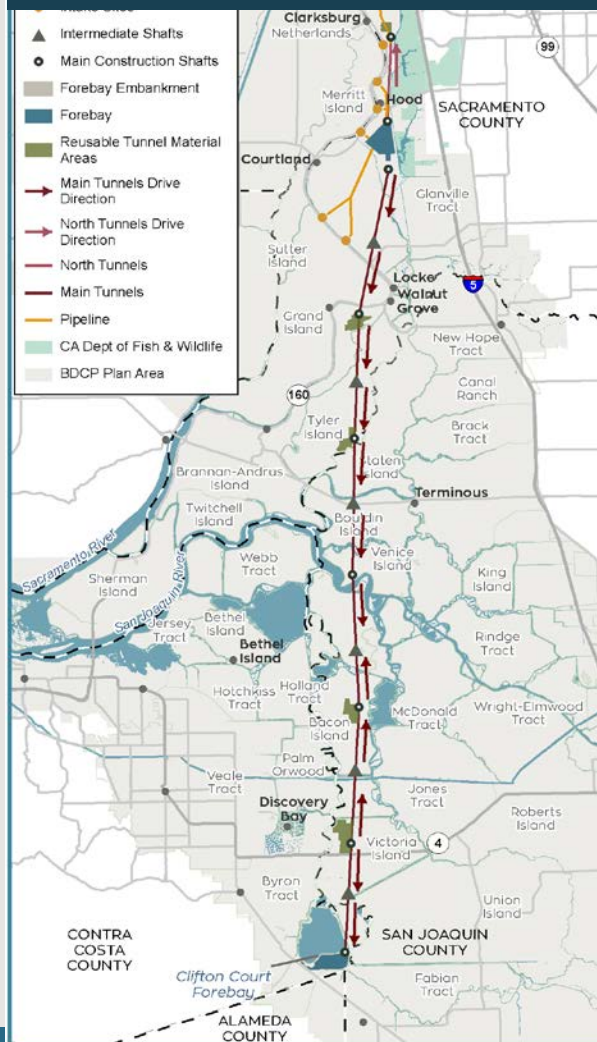 Clarksburg
Netherlands
99
Intermediate Shafts
Main Construction Shafts
Forebay Embankment
Forebay
Reusable Tunnel Material
Areas
Main Tunnels Drive
Direction
North Tunnels Drive
Direction
North Tunnels
Main Tunnels
Pipeline
CA Dept of Fish & Wildlife
BDCP Plan Area
Merritt
Island
Hood
SACRAMENTO
COUNTY
Courtland
Glanville
Tract
Sutter
Island
Locke
Walnut
Grove
5
Grand
Island
New Hope
Tract
160
Canal
Ranch
Tyler
Island
Brack
Tract
Staten
Island
Brannan-Andrus
Island
Terminous
Twitchell
Island
Bouldin
Island
Sacramento River
Webb
Tract
Venice
Island
San Joaquin River
Sherman
Island
King
Island
Jersey
Tract
Bethel
Island
Bethel
Island
Rindge
Tract
Hotchkiss
Tract
Holland
Tract
McDonald
Tract
Wright-Elmwood
Tract
Bacon
Island
Palm
Orwood
Veale
Tract
Jones
Tract
Discovery
Bay
Roberts
Island
Victoria
Island
4
Byron
Tract
Union
Island
CONTRA
COSTA
COUNTY
SAN JOAQUIN
COUNTY
Clifton Court
Forebay
Fabian
Tract
ALAMEDA
COUNTY